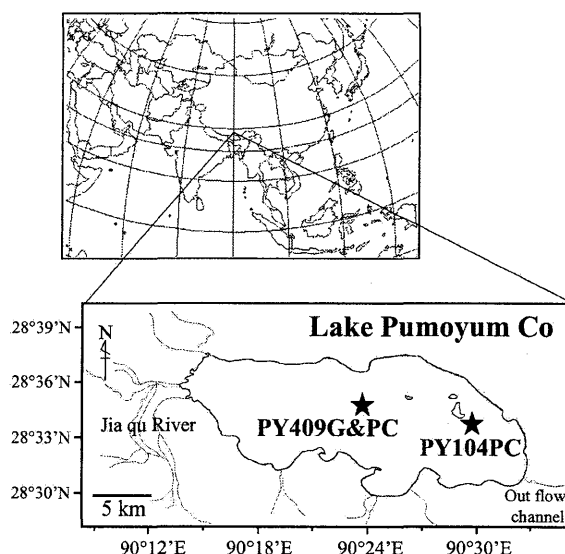 Lake Pumoyum Co
28°39'N
N
28°36'N
Jia qu River
PY409G&PC
28°33'N
PY104PC
28°30'N
5 km
Out flow
channel
90°12'E
90°18'E
90°24'E
90°30'E